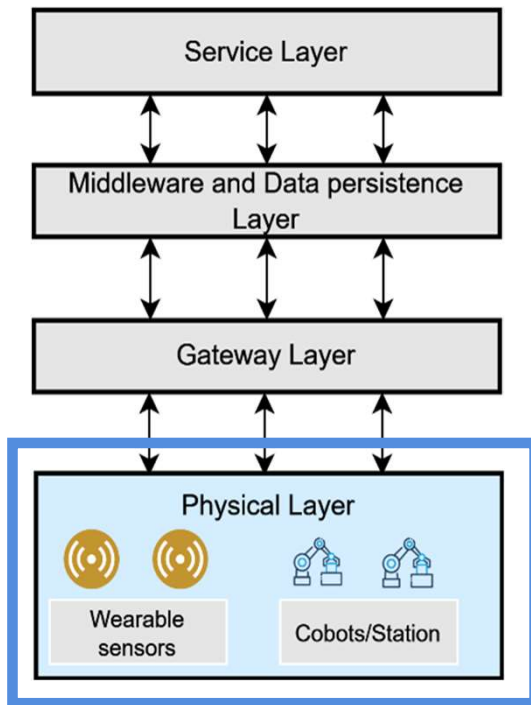 Service Layer
Middleware and Data persistence
Layer
Gateway Layer
Physical Layer
Wearable
sensors
Cobots/Station